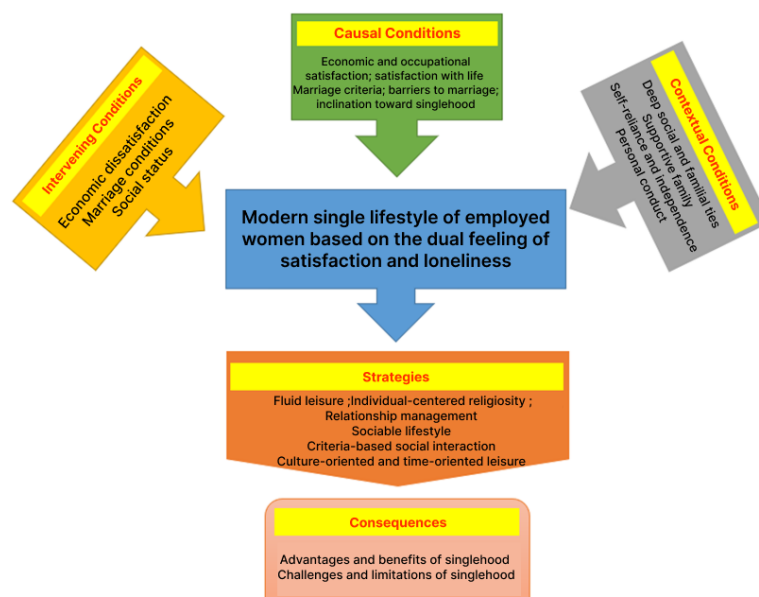 Causal Conditions
Economic and occupational
satisfaction; satisfaction with life
Marriage criteria; barriers to marriage;
inclination toward singlehood
Intervening Conditions
Economic dissatisfaction
Marriage conditions
Social status
Contextual Conditions
Deep social and familial ties
Supportive family
Self-reliance and independence
Personal conduct
Modern single lifestyle of employed
women based on the dual feeling of
satisfaction and loneliness
Strategies
Fluid leisure ;Individual-centered religiosity ;
Relationship management
Sociable lifestyle
Criteria-based social interaction
Culture-oriented and time-oriented leisure
Consequences
Advantages and benefits of singlehood
Challenges and limitations of singlehood